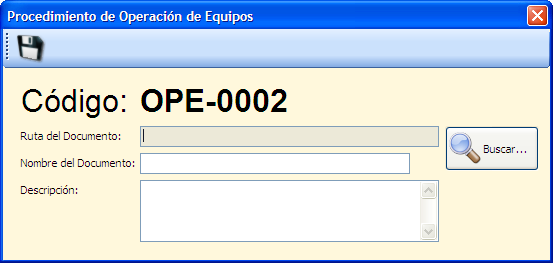 Procedimiento de Operación de Equipos
Código: OPE-0002
Ruta del Documento:
Buscar...
Nombre del Documento:
Descripción: